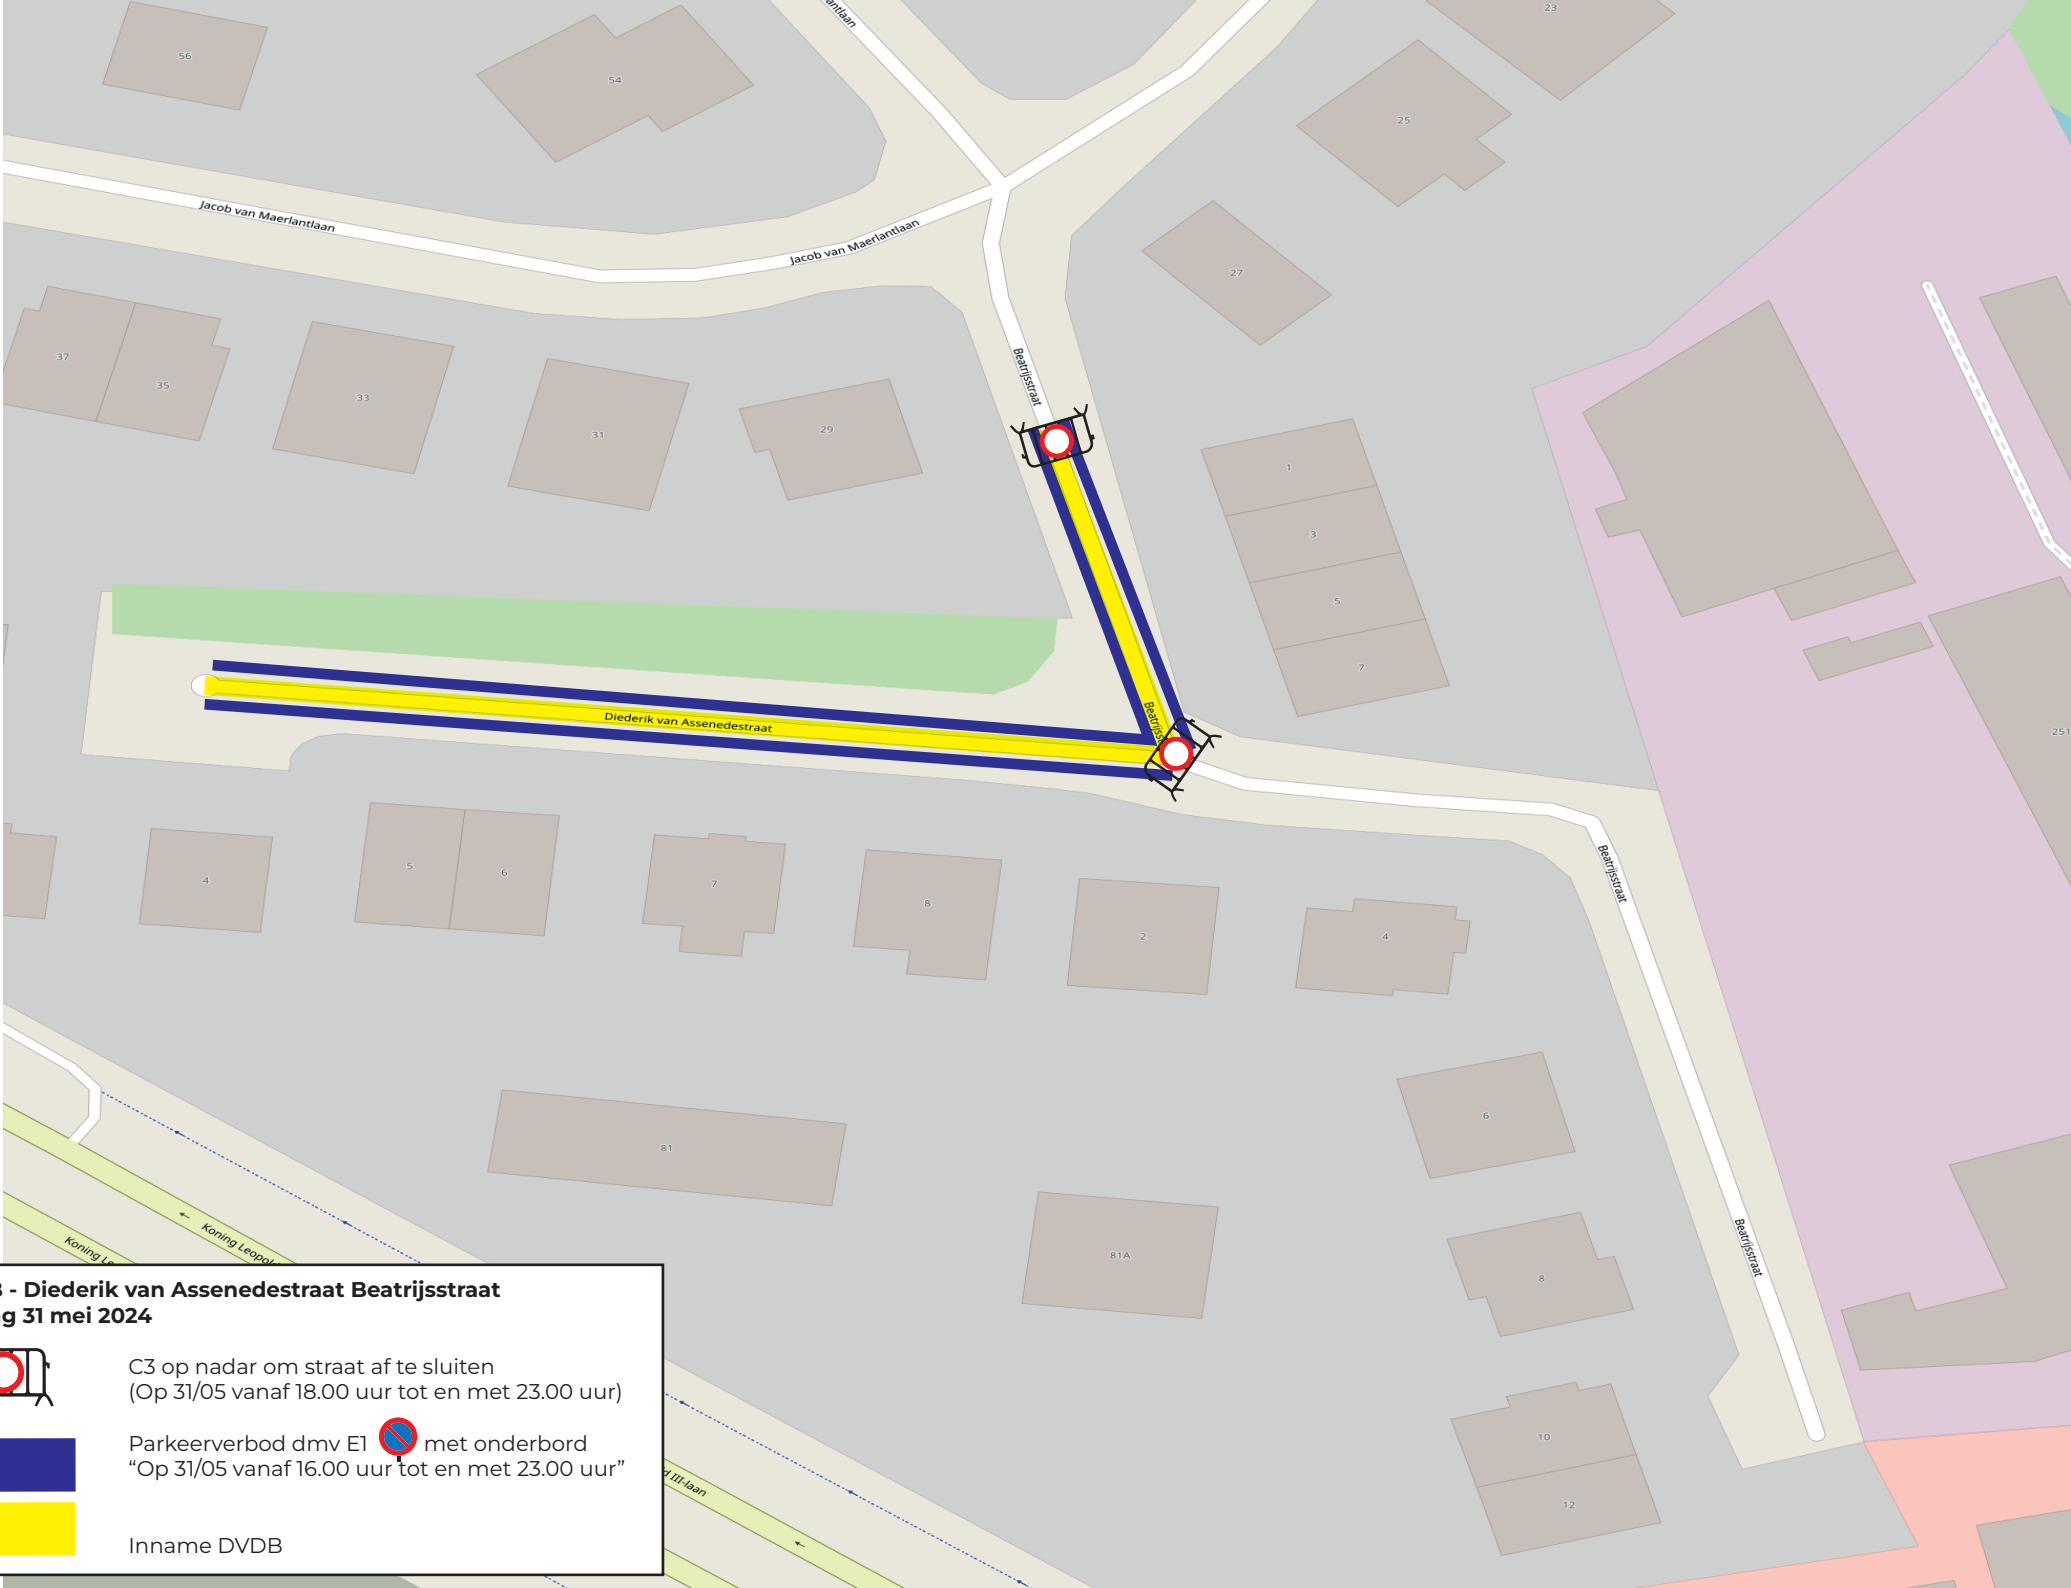 23
56
54
25
Jacob van Maerlantlaan
Jacob van Maerlantlaan
27
Beatrijsstraat
37
35
33
31
29
1
3
5
7
Diederik van Assenedestraat
251
4
5
6
7
8
2
4
Beatrijsstraat
6
81
81A
8
Beatrijsstraat
10
12
- Diederik van Assenedestraat Beatrijsstraat
31 mei 2024
C3 op nadar om straat af te sluiten
(Op 31/05 vanaf 18.00 uur tot en met 23.00 uur)
Parkeerverbod dmv E1 met onderbord
“Op 31/05 vanaf 16.00 uur tot en met 23.00 uur”
Inname DVDB
Koning
Koning
III-laan